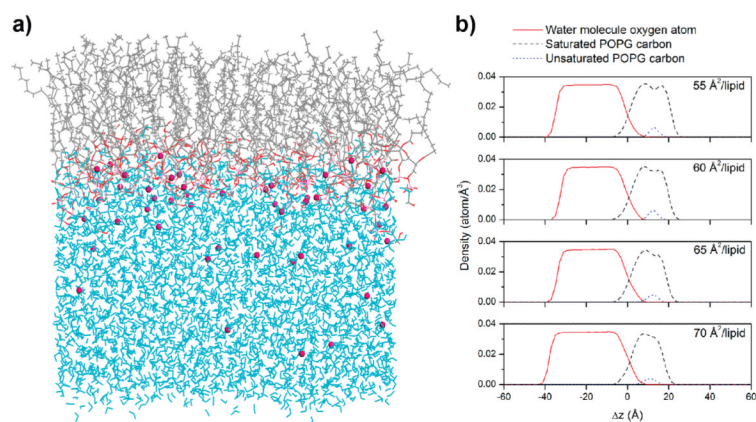 a)
b)
Water molecule oxygen atom
Saturated POPG carbon
Unsaturated POPG carbon
0.04
0.02
0.00
55 Å²/lipid
0.04
0.02
0.00
60 Å²/lipid
0.04
0.02
0.00
65 Å²/lipid
0.04
0.02
0.00
70 Å²/lipid
Density (atom/Å³)
-60 -40 -20 0 20 40 60
Δz (Å)